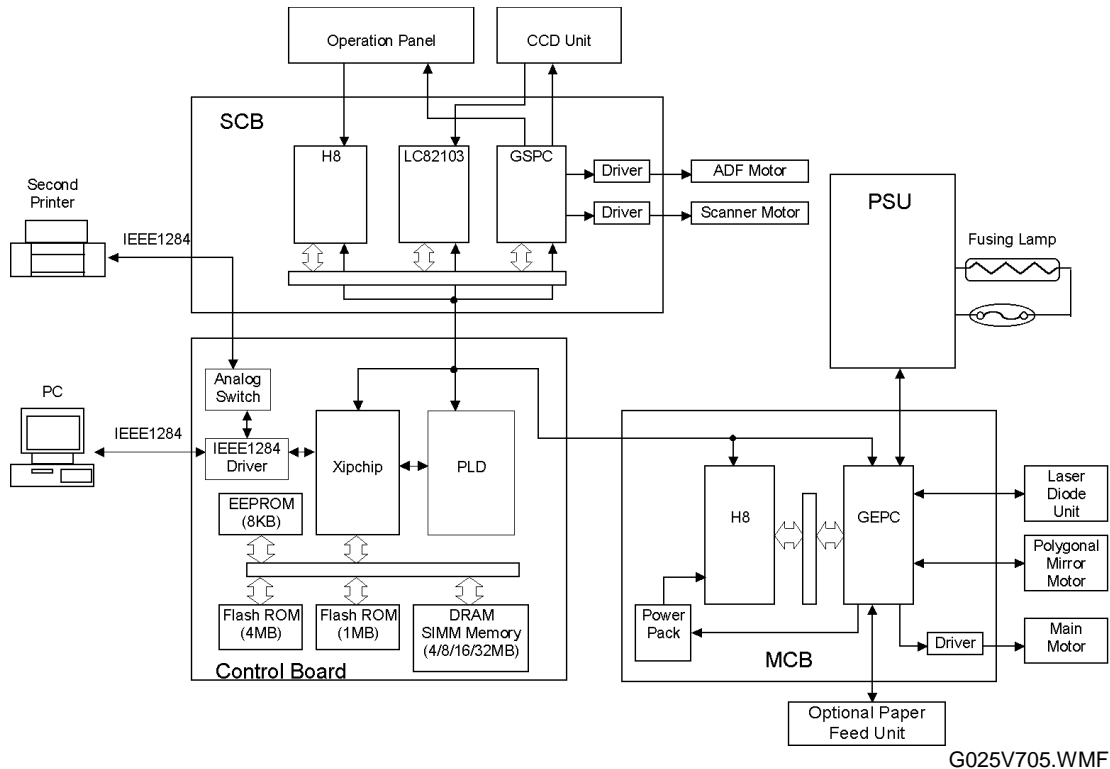 Operation Panel
CCD Unit
SCB
H8
LC82103
GSPC
Driver
ADF Motor
Driver
Scanner Motor
Second
Printer
IEEE1284
PSU
Fusing Lamp
PC
IEEE1284
Analog
Switch
IEEE1284
Driver
Xipchip
PLD
EEPROM
(8KB)
Flash ROM
(4MB)
Flash ROM
(1MB)
DRAM
SIMM Memory
(4/8/16/32MB)
Control Board
H8
GEPC
Power
Pack
MCB
Driver
Laser
Diode
Unit
Polygonal
Mirror
Motor
Main
Motor
Optional Paper
Feed Unit
G025V705.WMF